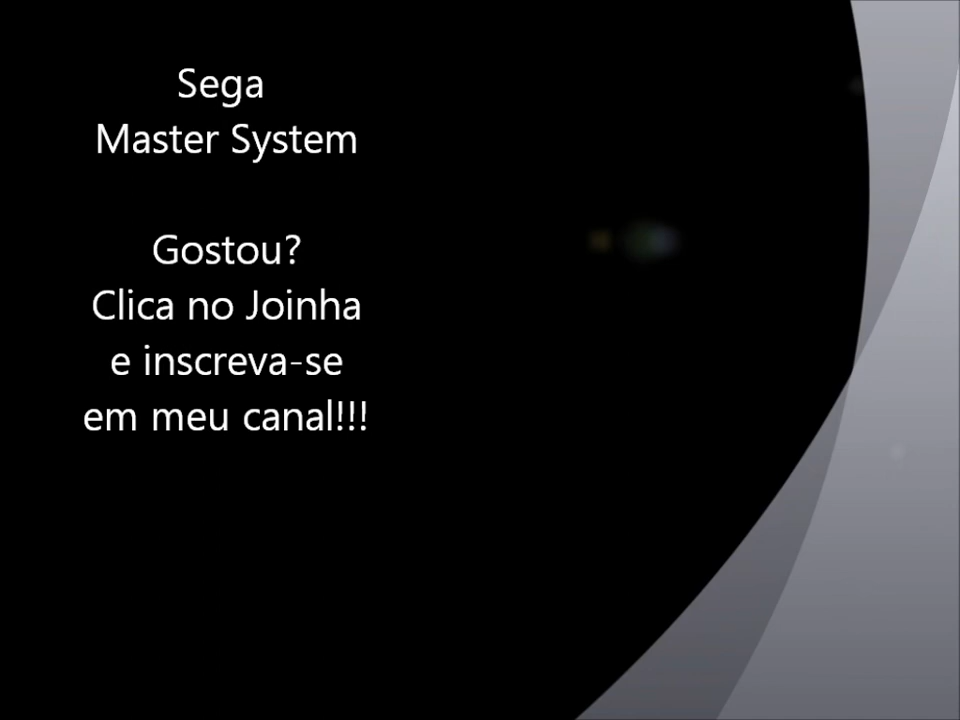 Sega
Master System
Gostou?
Clica no Joinha
e inscreva-se
em meu canal!!!